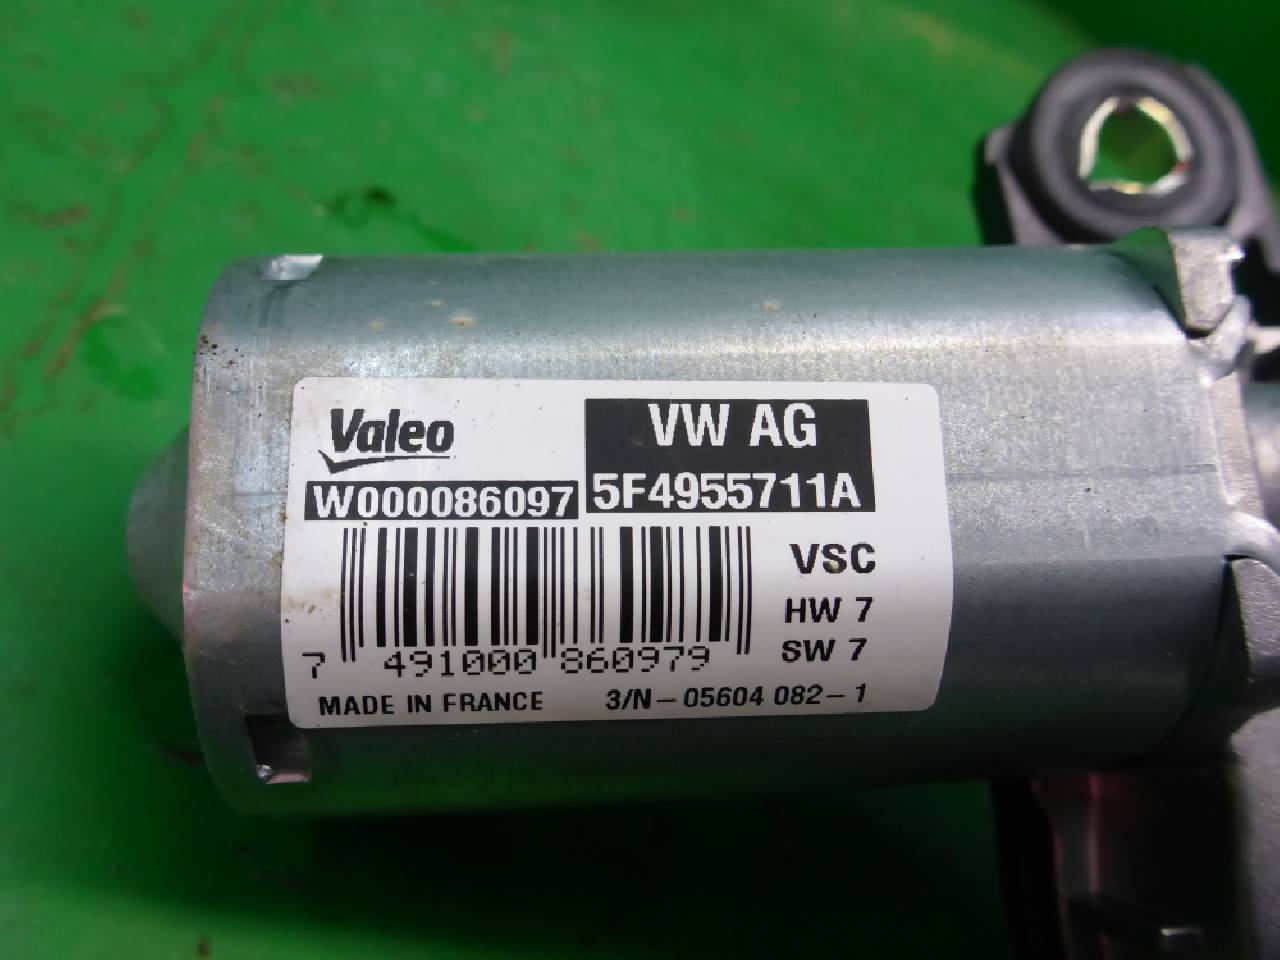 Valeo
VW AG
W000086097
5F4955711A
VSC
HW 7
SW 7
7 491000 860979
MADE IN FRANCE
3/N-05604 082-1